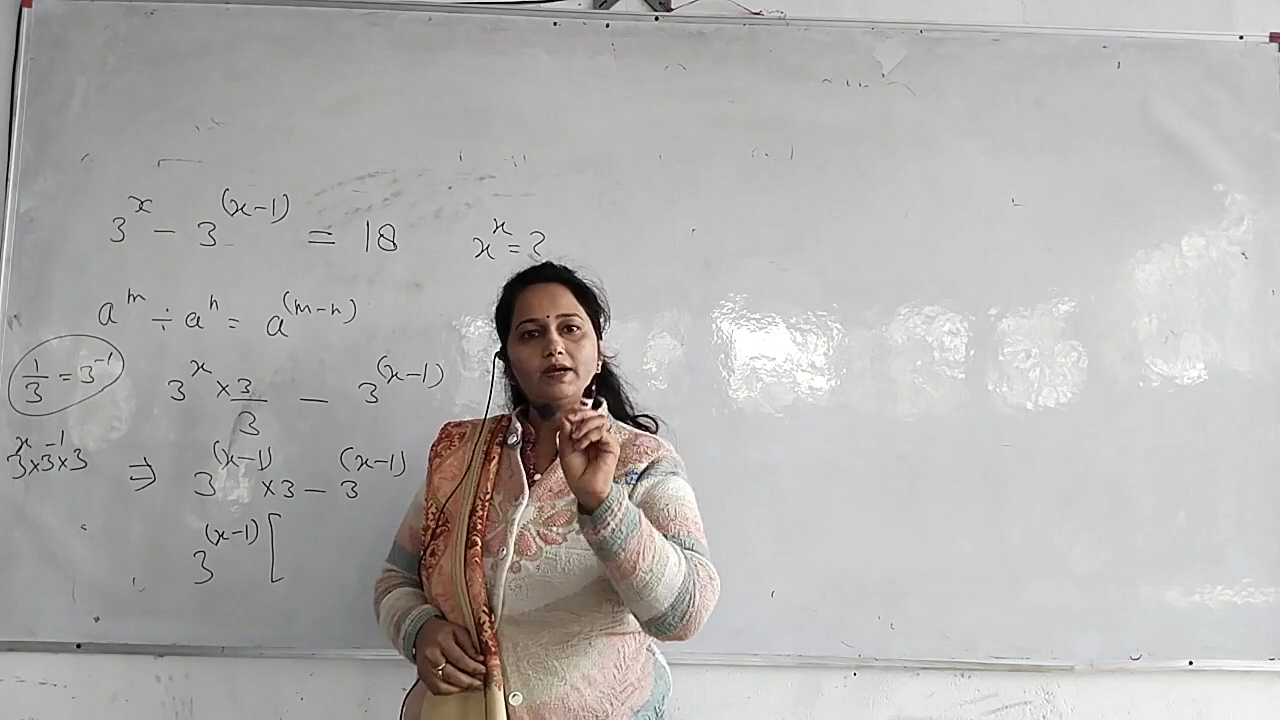 3^x - 3^(x-1) = 18 x^x = ?
a^m ÷ a^n = a^(m-n)
1/3 = 3^-1 3^x × 3/3 - 3^(x-1)
3^x × 3^-1 × 3 ⇒ 3^(x-1) × 3 - 3^(x-1)
3^(x-1) [